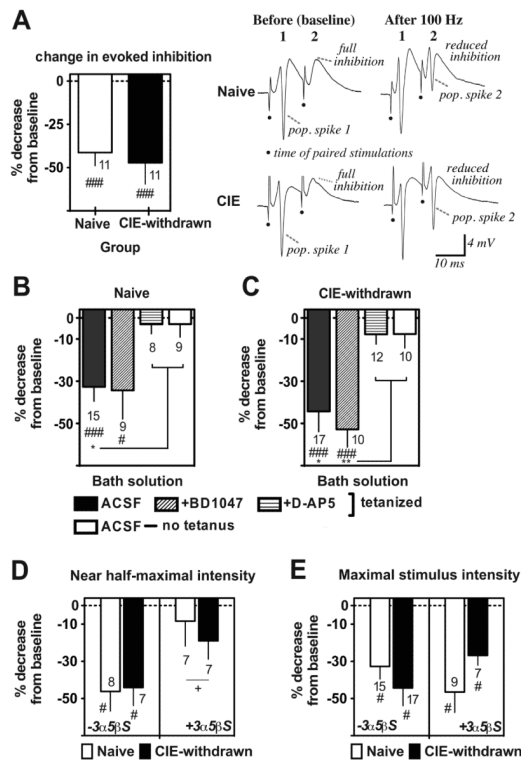 A
change in evoked inhibition
% decrease
from baseline
0
-25
-50
11
###
11
###
Naive
CIE-withdrawn
Group
Before (baseline)
After 100 Hz
1
2
1
2
full
inhibition
reduced
inhibition
Naive
pop. spike 1
pop. spike 2
• time of paired stimulations
full
inhibition
reduced
inhibition
CIE
pop. spike 1
pop. spike 2
4 mV
10 ms
B
Naive
% decrease
from baseline
0
-10
-30
-50
15
###
*
9
#
8
9
Bath solution
C
CIE-withdrawn
% decrease
from baseline
0
-10
-30
-50
17
###
*
10
###
**
12
10
Bath solution
ACSF
+BD1047
+D-AP5
tetanized
ACSF — no tetanus
D
Near half-maximal intensity
% decrease
from baseline
-10
-30
-50
8
#
7
#
7
7
+
-3α5βS
+3α5βS
Naive
CIE-withdrawn
E
Maximal stimulus intensity
% decrease
from baseline
-10
-30
-50
15
#
17
#
9
#
7
#
-3α5βS
+3α5βS
Naive
CIE-withdrawn